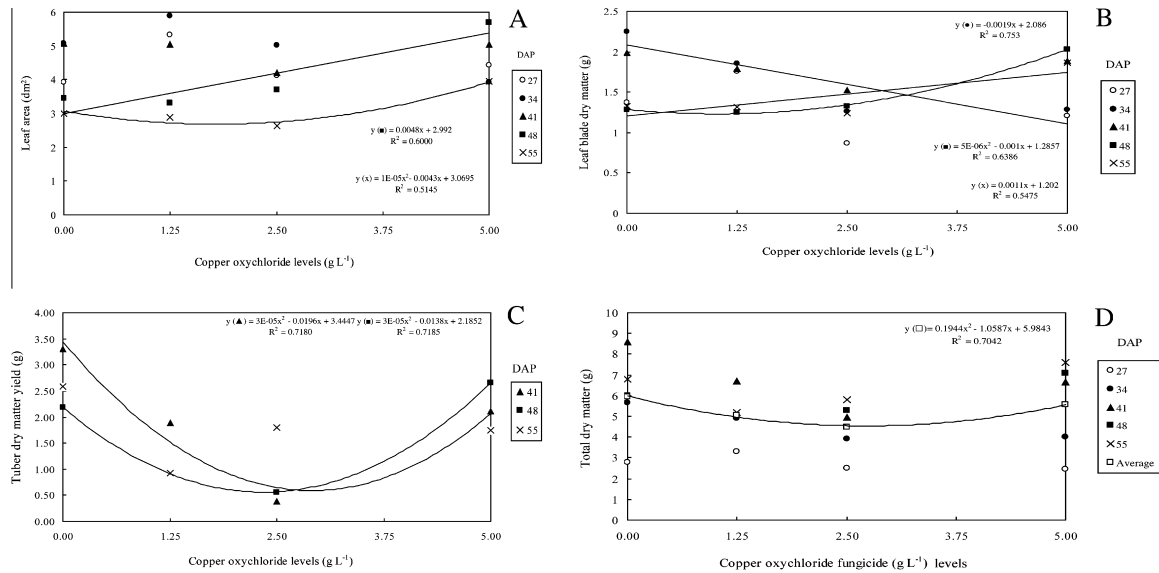 A
6
5
4
3
2
1
0
Leaf area (dm²)
0.00 1.25 2.50 3.75 5.00
Copper oxychloride levels (g L⁻¹)
y (■) = 0.0048x + 2.992
R² = 0.6000
y (x) = 1E-05x² - 0.0043x + 3.0695
R² = 0.5145
DAP
27
34
41
48
55
B
2.5
2
1.5
1
0.5
0
Leaf blade dry matter (g)
0.00 1.25 2.50 3.75 5.00
Copper oxychloride levels (g L⁻¹)
y (●) = -0.0019x + 2.086
R² = 0.753
y (■) = 5E-06x² - 0.001x + 1.2857
R² = 0.6386
y (x) = 0.0011x + 1.202
R² = 0.5475
DAP
27
34
41
48
55
C
4.00
3.50
3.00
2.50
2.00
1.50
1.00
0.50
0.00
Tuber dry matter yield (g)
0.00 1.25 2.50 3.75 5.00
Copper oxychloride levels (g L⁻¹)
y (▲) = 3E-05x² - 0.0196x + 3.4447 y (■) = 3E-05x² - 0.0138x + 2.1852
R² = 0.7180 R² = 0.7185
DAP
41
48
55
D
10
9
8
7
6
5
4
3
2
1
0
Total dry matter (g)
0.00 1.25 2.50 3.75 5.00
Copper oxychloride fungicide (g L⁻¹) levels
y (□)= 0.1944x² - 1.0587x + 5.9843
R² = 0.7042
DAP
27
34
41
48
55
Average